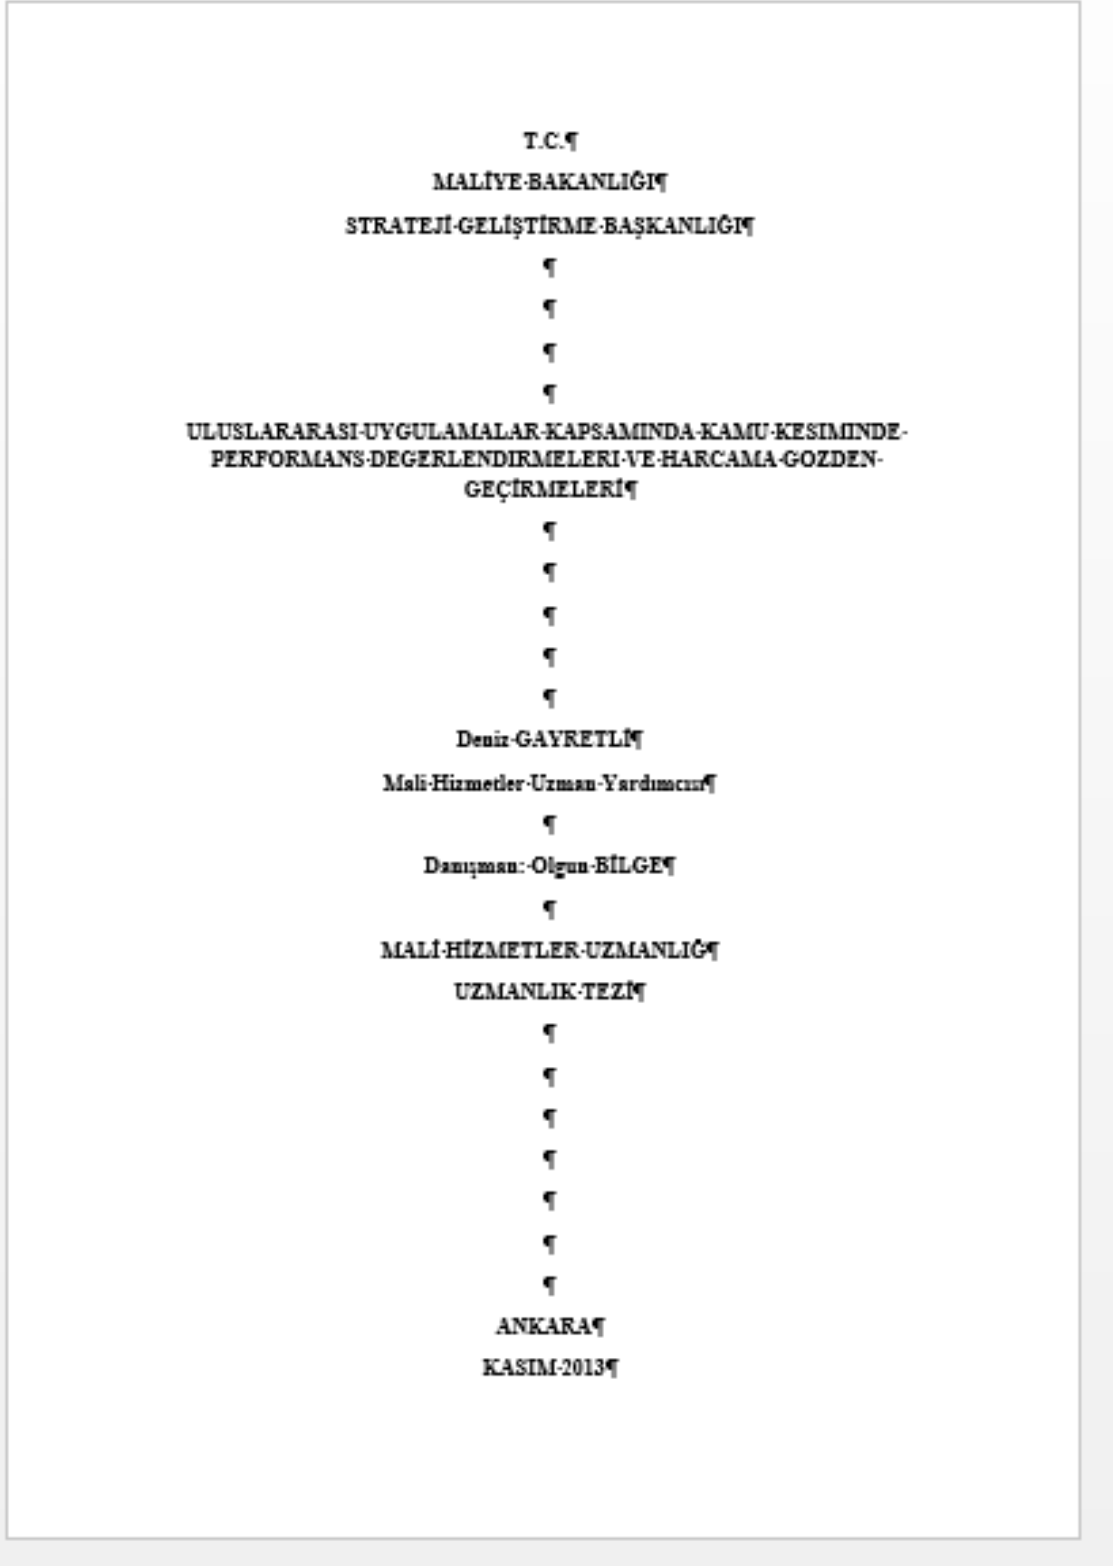 T.C.¶
MALİYE·BAKANLIĞI¶
STRATEJİ·GELİŞTİRME·BAŞKANLIĞI¶
¶
¶
¶
¶
ULUSLARARASI·UYGULAMALAR·KAPSAMINDA·KAMU·KESIMINDE·
PERFORMANS·DEGERLENDIRMELERI·VE·HARCAMA·GOZDEN·
GEÇİRMELERİ¶
¶
¶
¶
¶
¶
Deniz·GAYRETLİ¶
Mali·Hizmetler·Uzman·Yardımcısı¶
¶
Danışman:·Olgun·BİLGE¶
¶
MALİ·HİZMETLER·UZMANLIĞ¶
UZMANLIK·TEZİ¶
¶
¶
¶
¶
¶
¶
¶
ANKARA¶
KASIM·2013¶